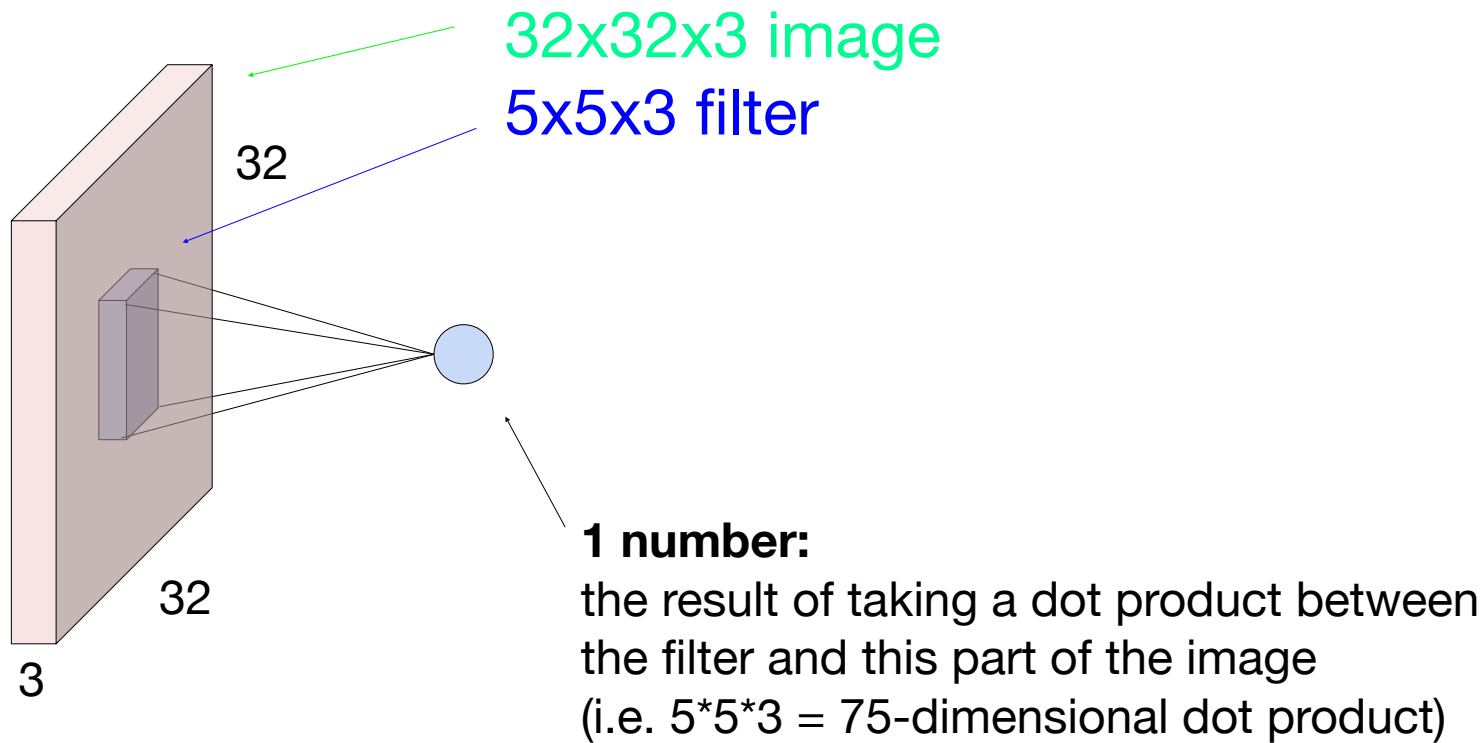 32x32x3 image
5x5x3 filter
32
32
3
1 number:
the result of taking a dot product between
the filter and this part of the image
(i.e. 5*5*3 = 75-dimensional dot product)